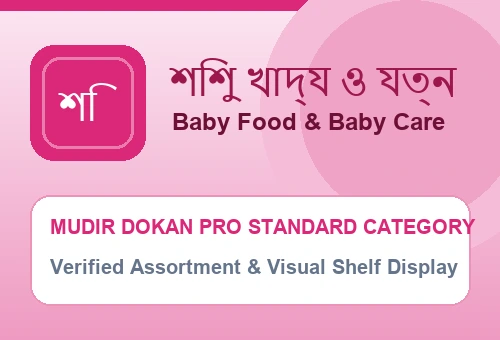 শি
শিশু খাদ্য ও যত্ন
Baby Food & Baby Care
MUDIR DOKAN PRO STANDARD CATEGORY
Verified Assortment & Visual Shelf Display